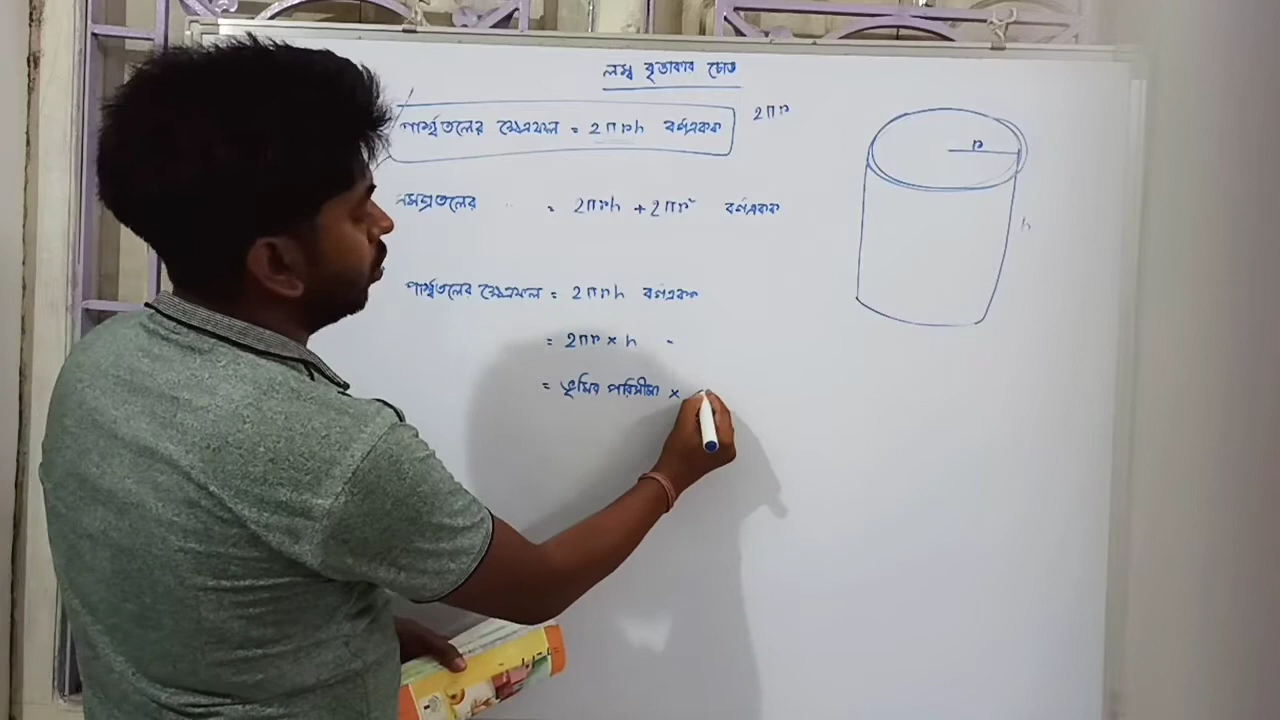 লম্ব বৃত্তাকার চোঙ
পার্শ্বতলের ক্ষেত্রফল = 2πrh বর্গএকক
2πr
সমগ্রতলের " = 2πrh + 2πr² বর্গএকক
পার্শ্বতলের ক্ষেত্রফল = 2πrh বর্গএকক
= 2πr × h "
= ভূমির পরিসীমা ×
r
h